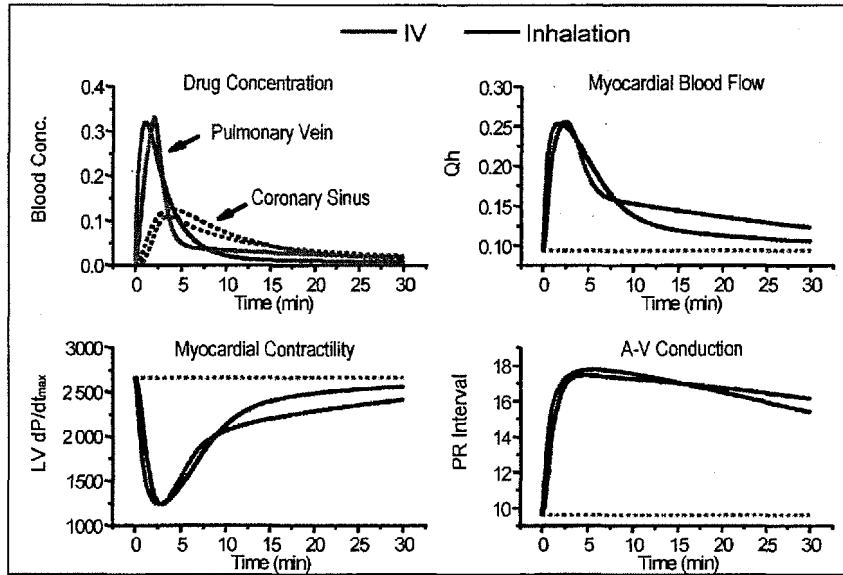 IV Inhalation
Drug Concentration
Blood Conc.
0.4
0.3
0.2
0.1
0.0
Pulmonary Vein
Coronary Sinus
0 5 10 15 20 25 30
Time (min)
Myocardial Blood Flow
Qh
0.30
0.25
0.20
0.15
0.10
0 5 10 15 20 25 30
Time (min)
Myocardial Contractility
LV dP/dtmax
3000
2500
2000
1500
1000
0 5 10 15 20 25 30
Time (min)
A-V Conduction
PR Interval
18
16
14
12
10
0 5 10 15 20 25 30
Time (min)